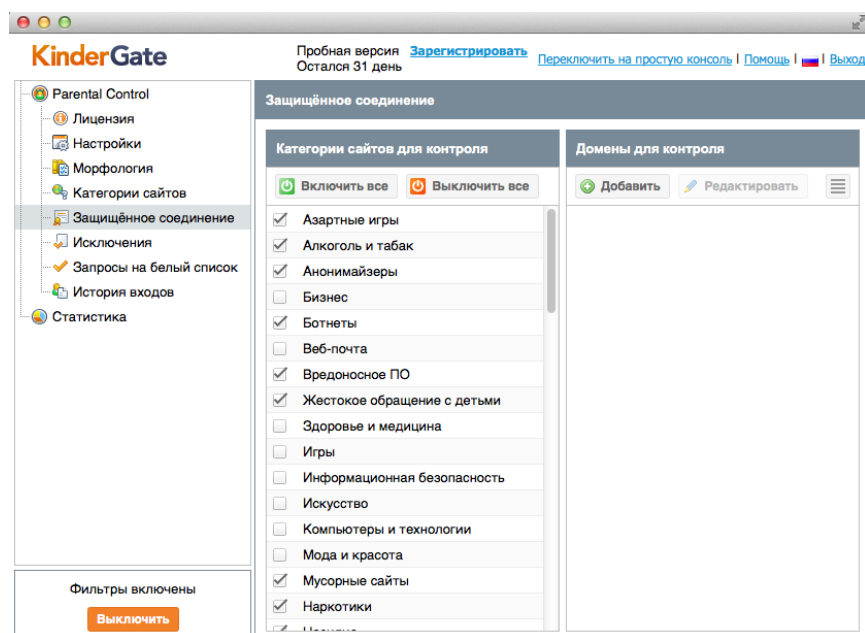 KinderGate
Пробная версия Зарегистрировать
Остался 31 день
Переключить на простую консоль | Помощь | | Выход
Parental Control
Лицензия
Настройки
Морфология
Категории сайтов
Защищённое соединение
Исключения
Запросы на белый список
История входов
Статистика
Фильтры включены
Выключить
Защищённое соединение
Категории сайтов для контроля
Включить все Выключить все
Азартные игры
Алкоголь и табак
Анонимайзеры
Бизнес
Ботнеты
Веб-почта
Вредоносное ПО
Жестокое обращение с детьми
Здоровье и медицина
Игры
Информационная безопасность
Искусство
Компьютеры и технологии
Мода и красота
Мусорные сайты
Наркотики
Домены для контроля
Добавить Редактировать